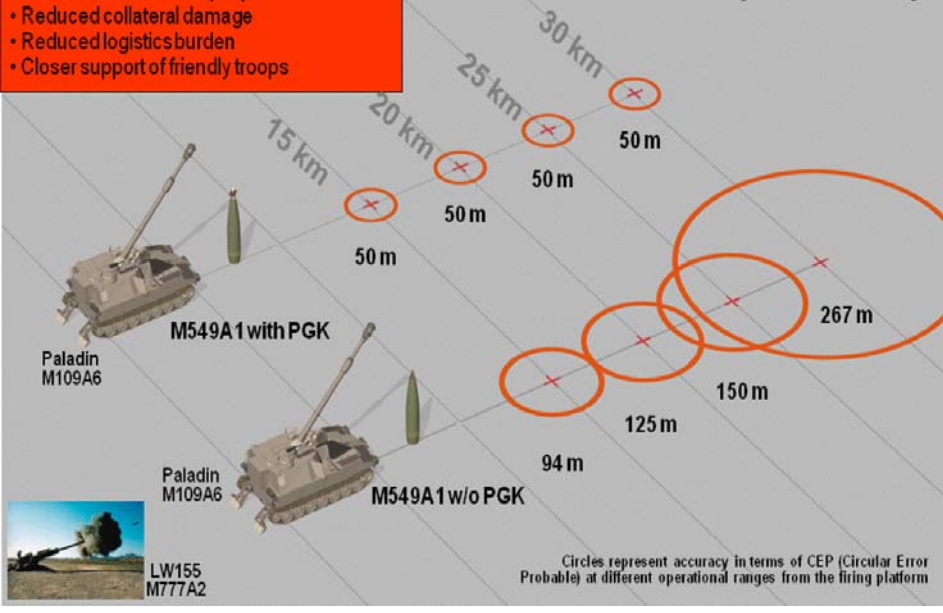 • Reduced collateral damage
• Reduced logistics burden
• Closer support of friendly troops
30 km
25 km
20 km
15 km
50 m
50 m
50 m
50 m
M549A1 with PGK
Paladin
M109A6
267 m
150 m
125 m
94 m
Paladin
M109A6
M549A1 w/o PGK
LW155
M777A2
Circles represent accuracy in terms of CEP (Circular Error
Probable) at different operational ranges from the firing platform